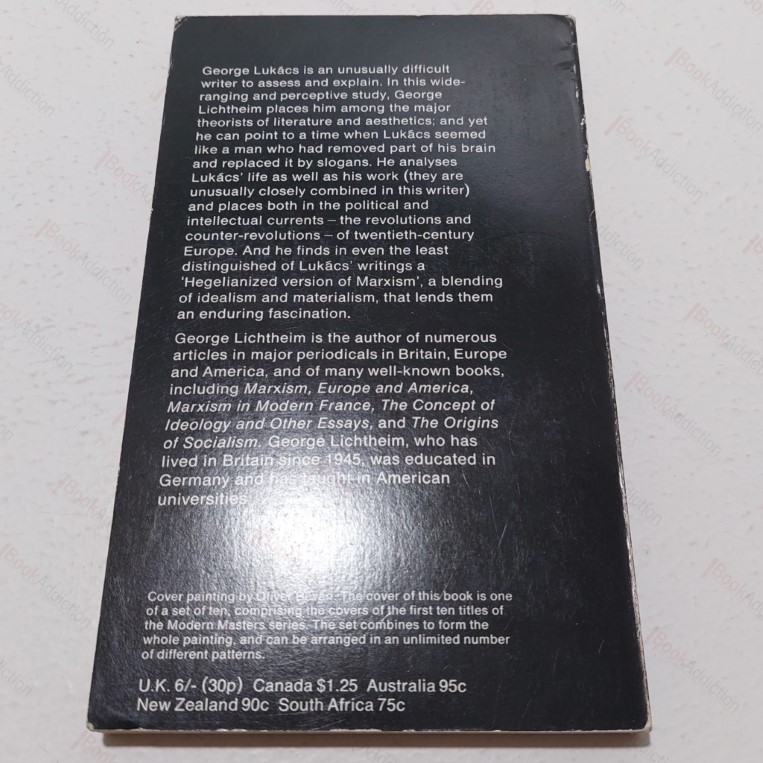 George Lukács is an unusually difficult
writer to assess and explain. In this wide-
ranging and perceptive study, George
Lichtheim places him among the major
theorists of literature and aesthetics; and yet
he can point to a time when Lukács seemed
like a man who had removed part of his brain
and replaced it by slogans. He analyses
Lukács' life as well as his work (they are
unusually closely combined in this writer)
and places both in the political and
intellectual currents – the revolutions and
counter-revolutions – of twentieth-century
Europe. And he finds in even the least
distinguished of Lukács' writings a
'Hegelianized version of Marxism', a blending
of idealism and materialism, that lends them
an enduring fascination.
George Lichtheim is the author of numerous
articles in major periodicals in Britain, Europe
and America, and of many well-known books,
including Marxism, Europe and America,
Marxism in Modern France, The Concept of
Ideology and Other Essays, and The Origins
of Socialism. George Lichtheim, who has
lived in Britain since 1945, was educated in
Germany and has taught in American
universities
Cover painting by Oliver Bevan. The cover of this book is one
of a set of ten, comprising the covers of the first ten titles of
the Modern Masters series. The set combines to form the
whole painting, and can be arranged in an unlimited number
of different patterns.
U.K. 6/- (30p) Canada $1.25 Australia 95c
New Zealand 90c South Africa 75c
BookAddiction